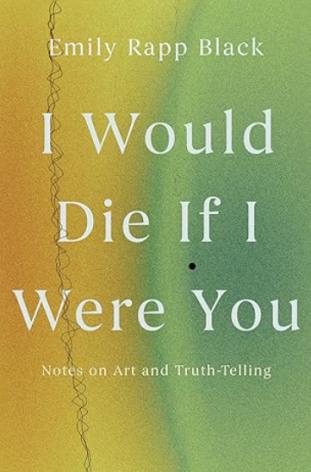 Emily Rapp Black
I Would
Die If I
Were You
Notes on Art and Truth-Telling